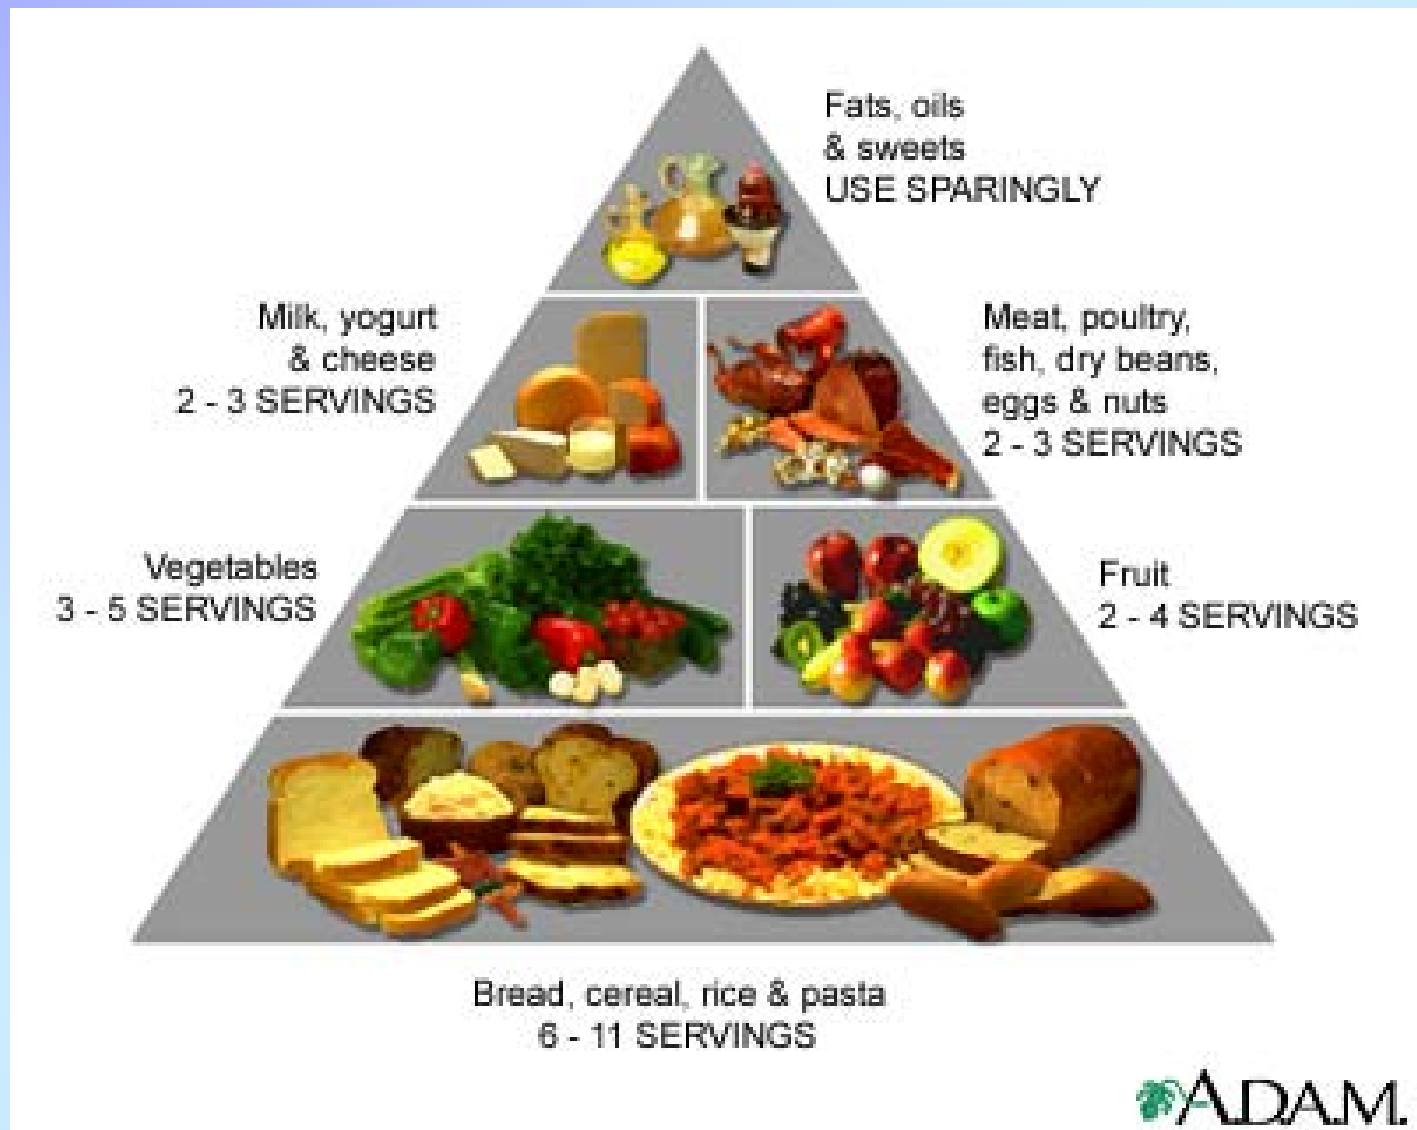 Fats, oils
& sweets
USE SPARINGLY
Milk, yogurt
& cheese
2 - 3 SERVINGS
Meat, poultry,
fish, dry beans,
eggs & nuts
2 - 3 SERVINGS
Vegetables
3 - 5 SERVINGS
Fruit
2 - 4 SERVINGS
Bread, cereal, rice & pasta
6 - 11 SERVINGS
A.D.A.M.